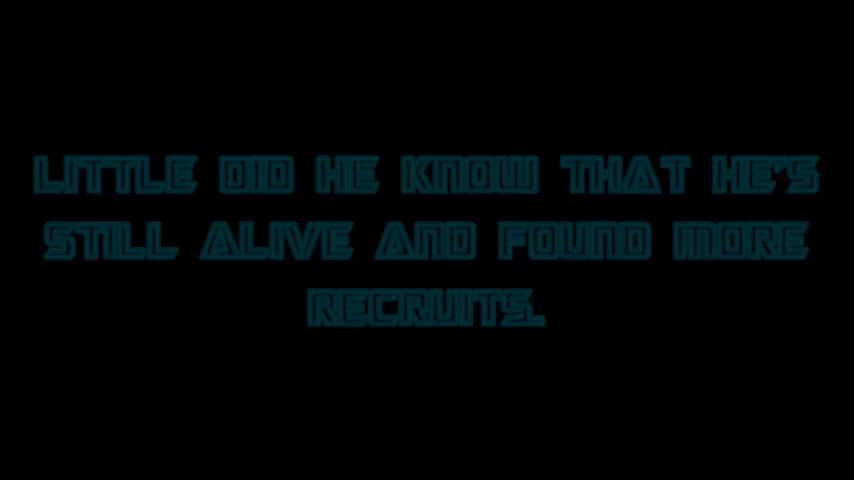 LITTLE DID HE KNOW THAT HE'S
STILL ALIVE AND FOUND MORE
RECRUITS.